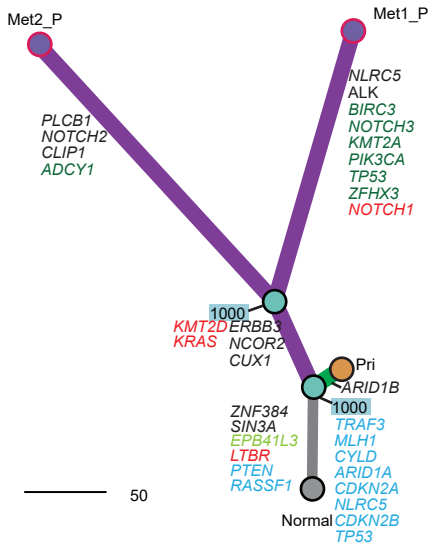 Met2_P
Met1_P
PLCB1
NOTCH2
CLIP1
ADCY1
NLRC5
ALK
BIRC3
NOTCH3
KMT2A
PIK3CA
TP53
ZFHX3
NOTCH1
1000
KMT2D
KRAS
ERBB3
NCOR2
CUX1
Pri
ARID1B
1000
ZNF384
SIN3A
EPB41L3
LTBR
PTEN
RASSF1
TRAF3
MLH1
CYLD
ARID1A
CDKN2A
NLRC5
CDKN2B
TP53
Normal
50